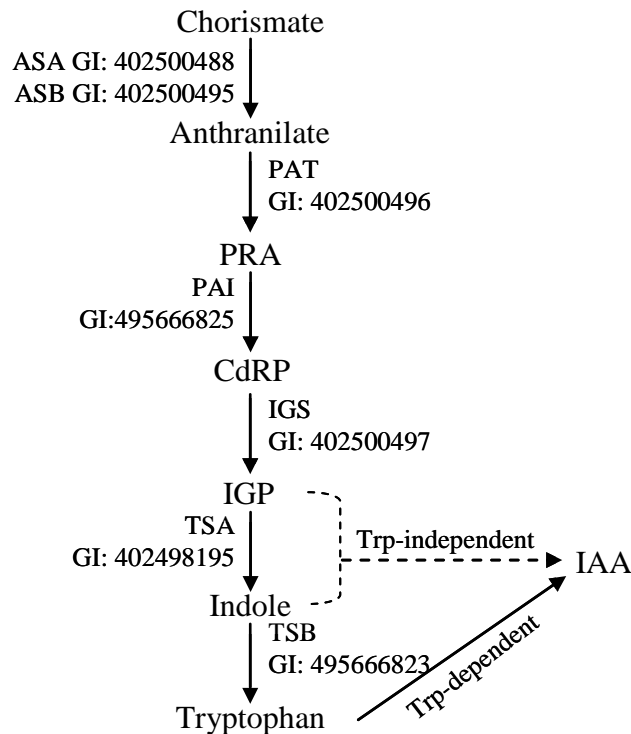 Chorismate
ASA GI: 402500488
ASB GI: 402500495
Anthranilate
PAT
GI: 402500496
PRA
PAI
GI:495666825
CdRP
IGS
GI: 402500497
IGP
TSA
GI: 402498195
Trp-independent
IAA
Indole
TSB
GI: 495666823
Trp-dependent
Tryptophan